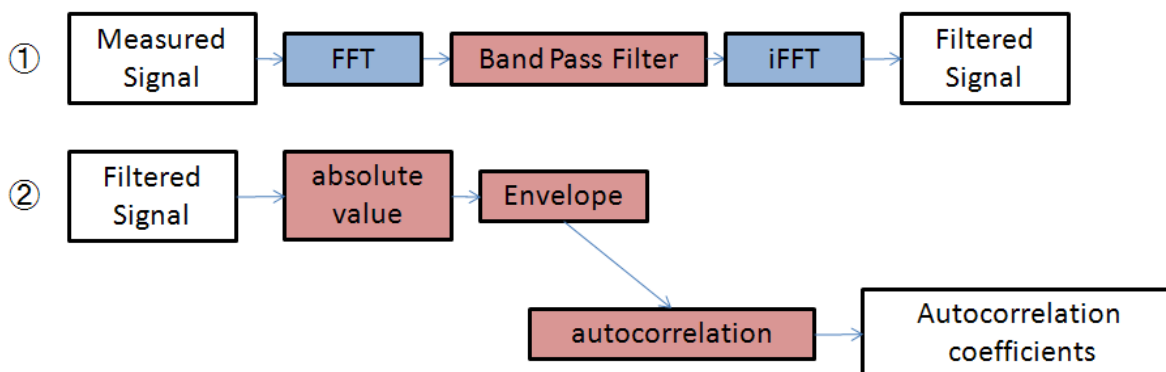 ①
Measured
Signal
FFT
Band Pass Filter
iFFT
Filtered
Signal
②
Filtered
Signal
absolute
value
Envelope
autocorrelation
Autocorrelation
coefficients